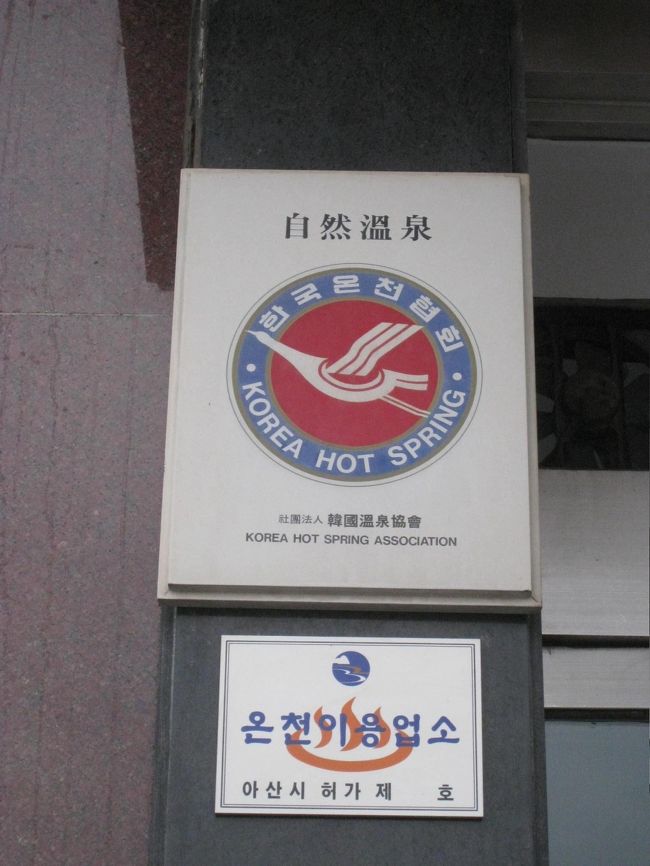 自然溫泉
한국온천협회
KOREA HOT SPRING
社團法人 韓國溫泉協會
KOREA HOT SPRING ASSOCIATION
온천이용업소
아산시 허가 제 호